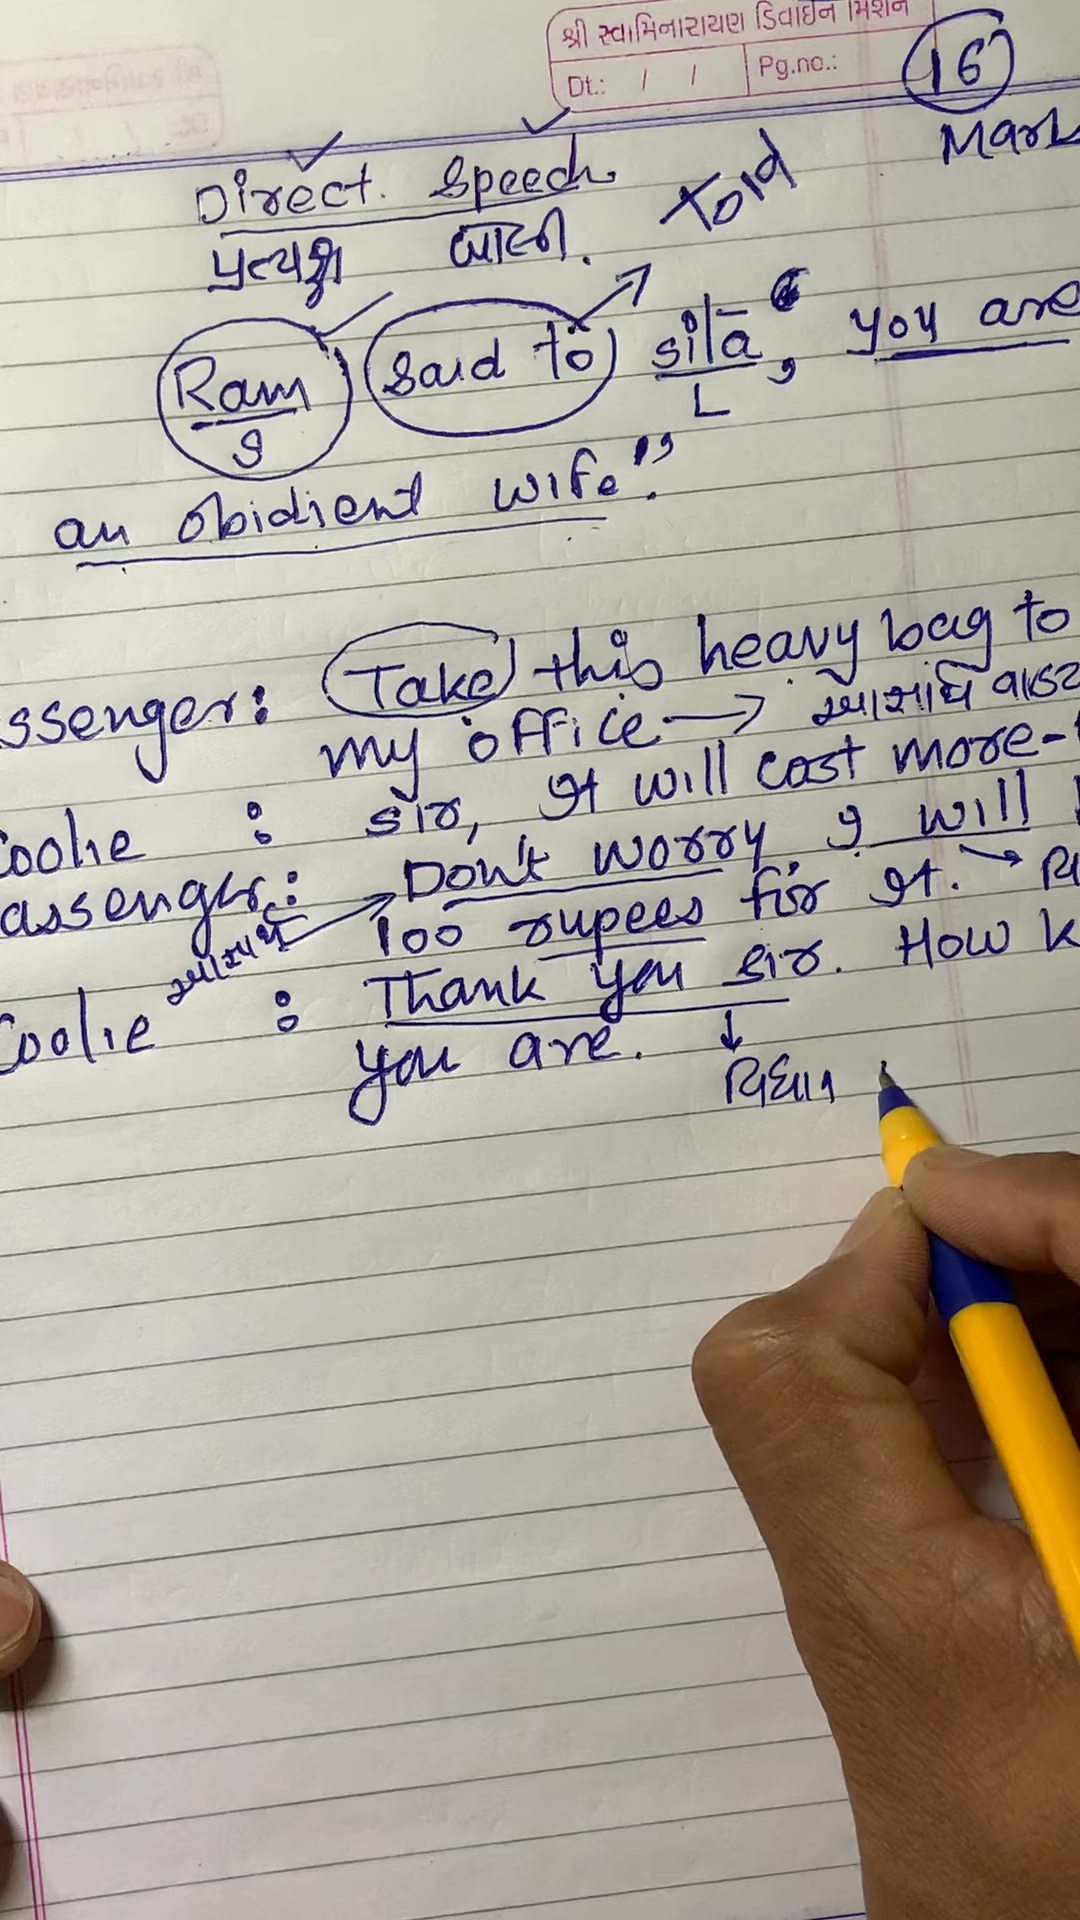 શ્રી સ્વામિનારાયણ ડિવાઈન મિશન
Dt.: / / Pg.no.:
16
Mark
Direct. Speech
told
પ્રત્યક્ષ
Ram said to sita, you are
S L
an obidient wife".
ssenger: Take this heavy bag to
my office →
Coolie : sir, It will cost more
assenger: Don't worry, I will
100 rupees for It. →
Coolie : Thank you sir. How k
you are.
વિધાન